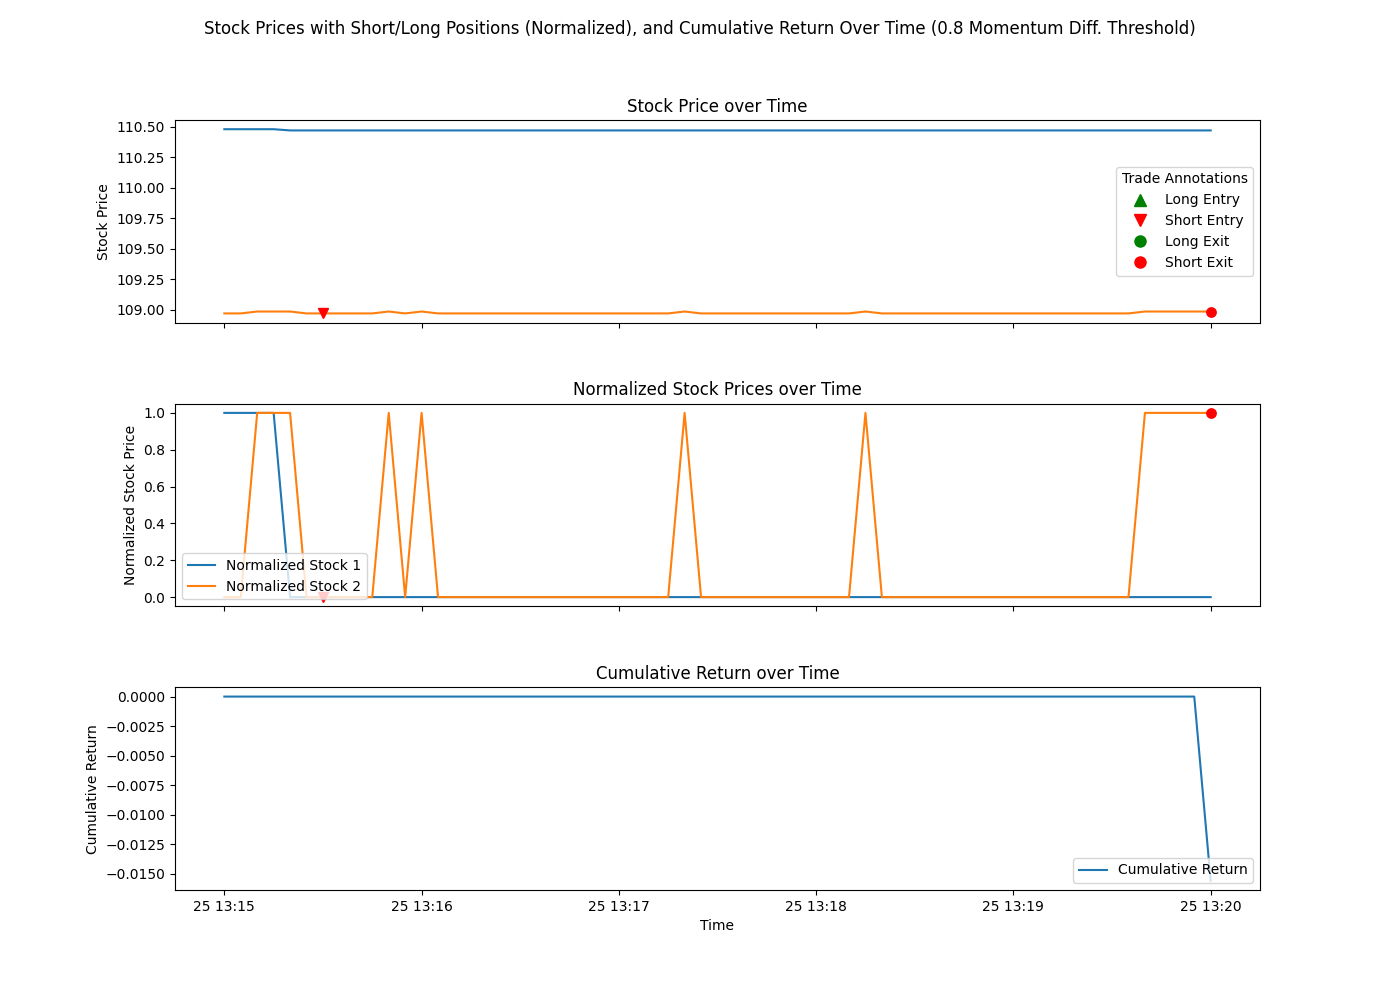 Stock Prices with Short/Long Positions (Normalized), and Cumulative Return Over Time (0.8 Momentum Diff. Threshold)
Stock Price over Time
110.50
110.25
110.00
109.75
109.50
109.25
109.00
Stock Price
Trade Annotations
Long Entry
Short Entry
Long Exit
Short Exit
Normalized Stock Prices over Time
1.0
0.8
0.6
0.4
0.2
0.0
Normalized Stock Price
Normalized Stock 1
Normalized Stock 2
Cumulative Return over Time
0.0000
−0.0025
−0.0050
−0.0075
−0.0100
−0.0125
−0.0150
Cumulative Return
Cumulative Return
25 13:15
25 13:16
25 13:17
25 13:18
25 13:19
25 13:20
Time